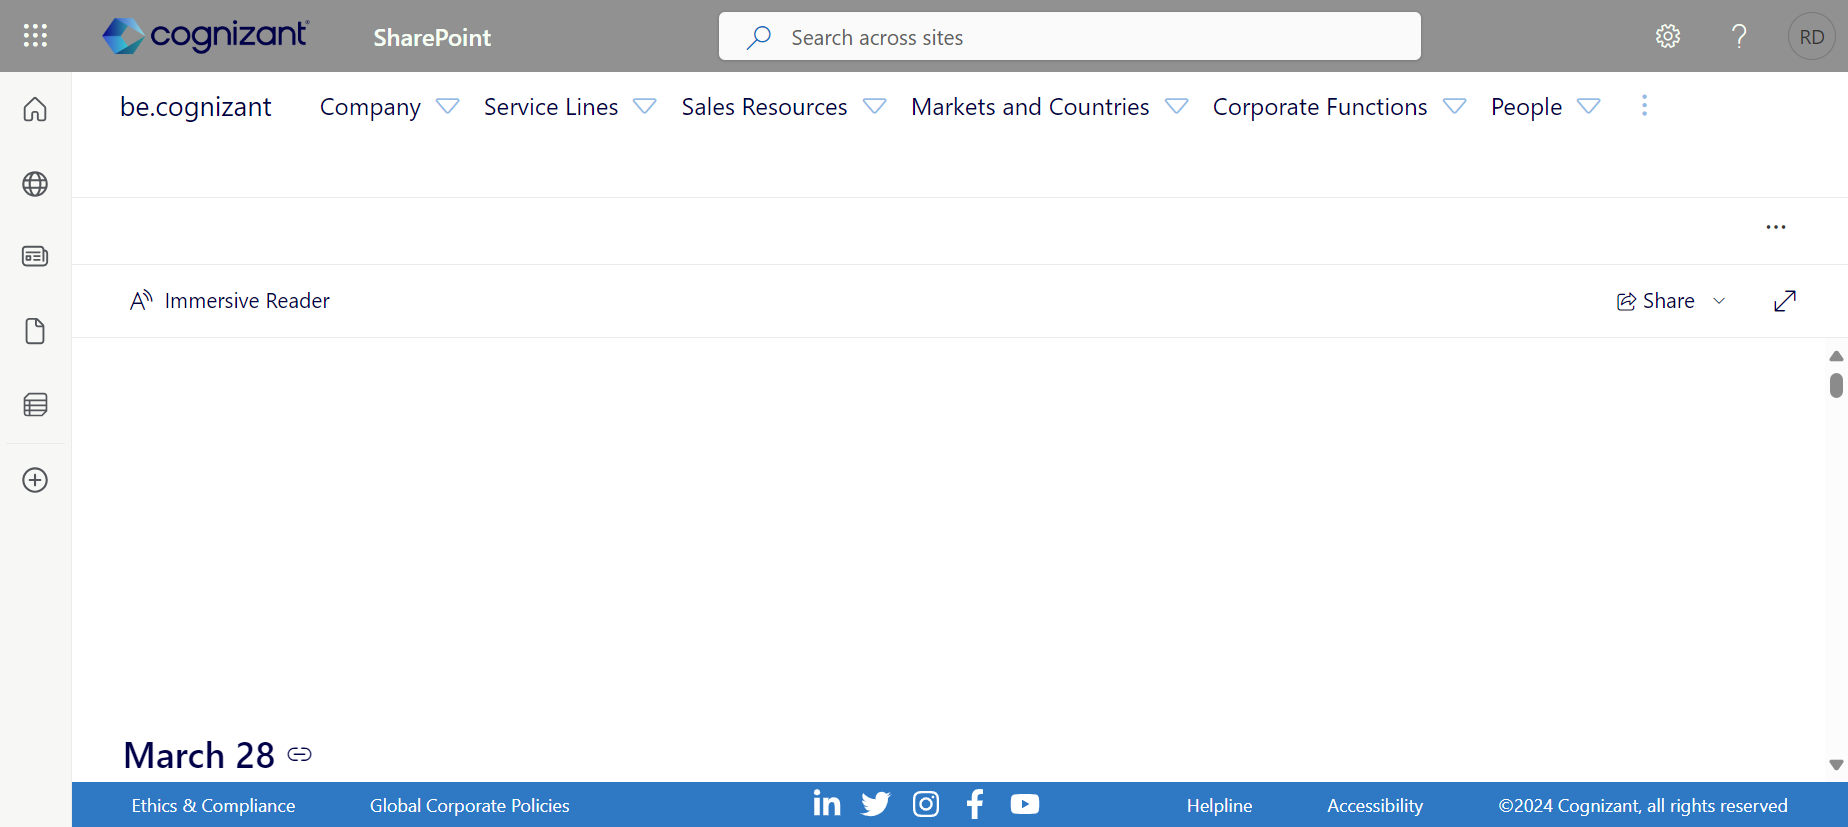 cognizant
SharePoint
Search across sites
RD
be.cognizant
Company
Service Lines
Sales Resources
Markets and Countries
Corporate Functions
People
Immersive Reader
Share
March 28
Ethics & Compliance
Global Corporate Policies
Helpline
Accessibility
©2024 Cognizant, all rights reserved